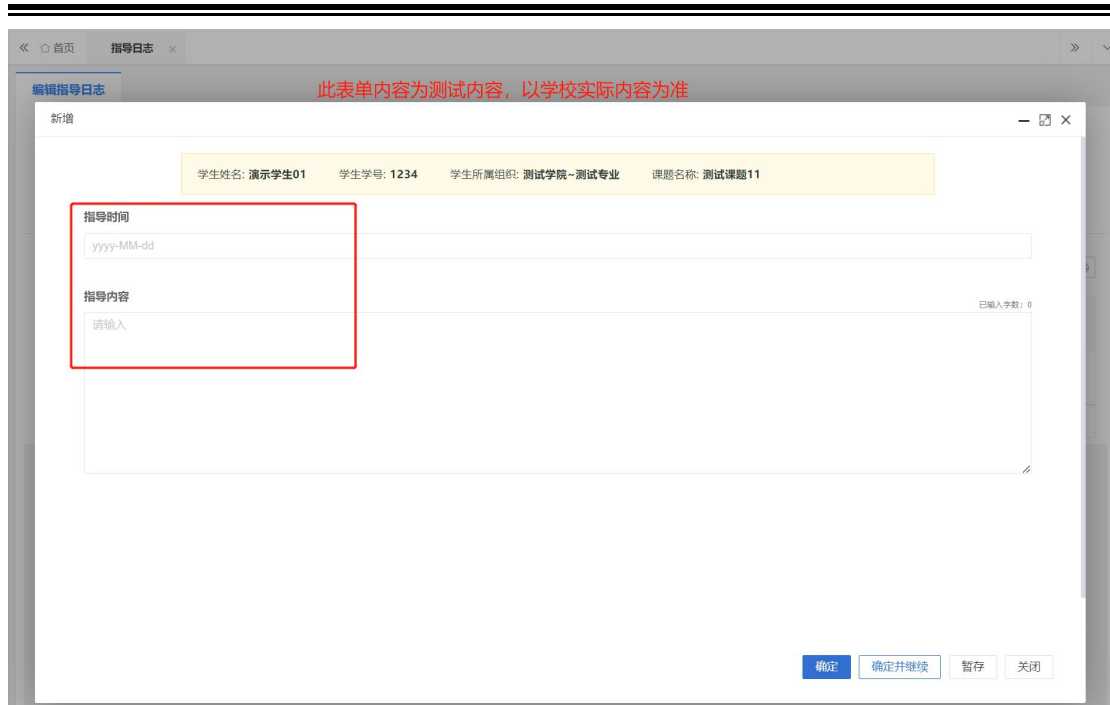 首页 指导日志
编辑指导日志
此表单内容为测试内容，以学校实际内容为准
新增
学生姓名: 演示学生01 学生学号: 1234 学生所属组织: 测试学院~测试专业 课题名称: 测试课题11
指导时间
yyyy-MM-dd
指导内容
已输入字数: 0
请输入
确定 确定并继续 暂存 关闭